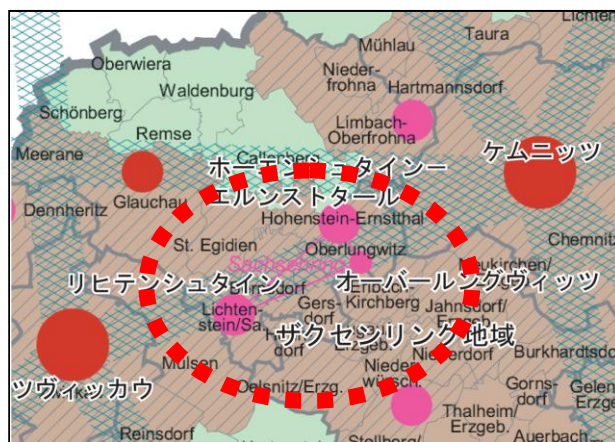 Lichten
Taura
Mühlau
Oberwiera
Nieder-
frohna
Hartmannsdorf
Waldenburg
Schönberg
Limbach-
Oberfrohna
Remse
Meerane
Callenberg
ホーエンシュタイン－
ケムニッツ
エルンストタール
Glauchau
Dennheritz
Hohenstein-Ernstthal
Chemnitz
St. Egidien
Oberlungwitz
Sachsenring
Neukirchen/
リヒテンシュタイン
オーバールングヴィッツ
Lichten-
stein/Sa.
Gers-
dorf
Kirchberg
Jahnsdorf/
Erzgeb.
ザクセンリング地域
Erzgeb.
Niederdorf
Burkhardtsdorf
Mülsen
Nieder-
würsch.
ツヴィッカウ
Oelsnitz/Erzg.
Gorns-
dorf
Gelen
Erzge
Thalheim/
Erzgeb.
Reinsdorf
Stollberg/
Auerbach